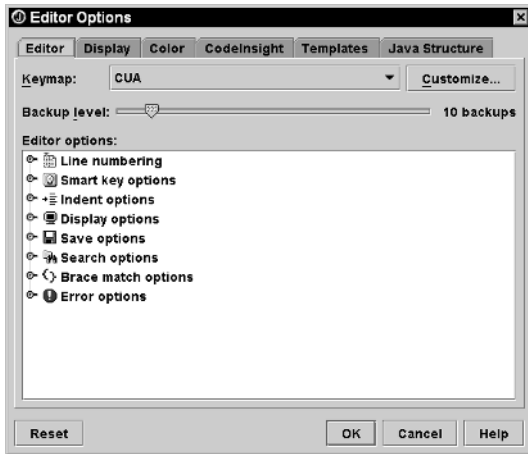 Editor Options
Editor Display Color CodeInsight Templates Java Structure
Keymap: CUA Customize...
Backup level: 10 backups
Editor options:
Line numbering
Smart key options
Indent options
Display options
Save options
Search options
Brace match options
Error options
Reset OK Cancel Help